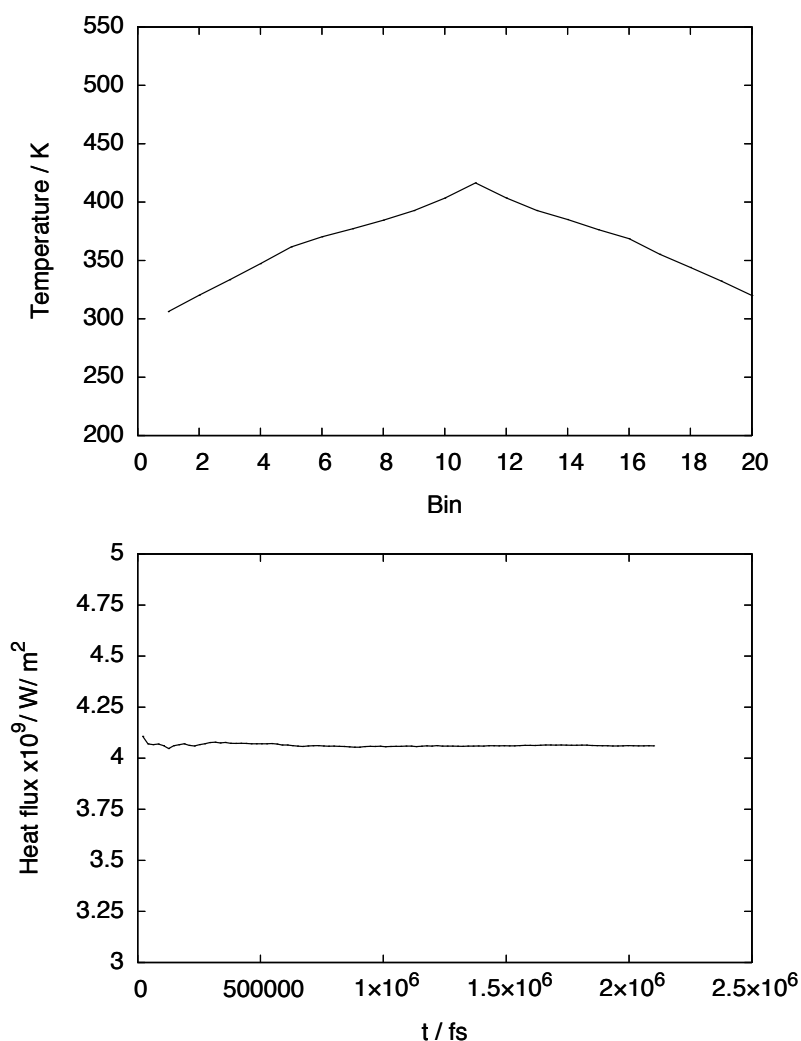 550
500
450
400
350
300
250
200
Temperature / K
0 2 4 6 8 10 12 14 16 18 20
Bin
5
4.75
4.5
4.25
4
3.75
3.5
3.25
3
Heat flux x10⁹/ W/ m²
0 500000 1×10⁶ 1.5×10⁶ 2×10⁶ 2.5×10⁶
t / fs